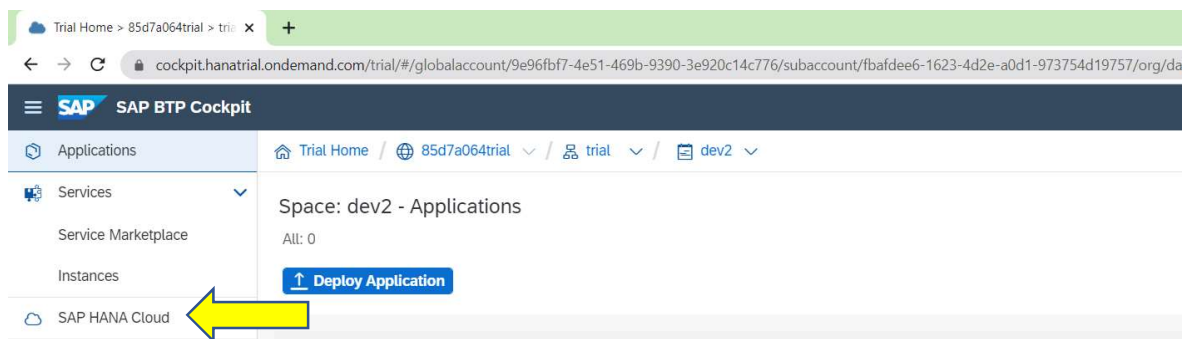 Trial Home > 85d7a064trial > tria
cockpit.hanatrial.ondemand.com/trial/#/globalaccount/9e96fbf7-4e51-469b-9390-3e920c14c776/subaccount/fbafdee6-1623-4d2e-a0d1-973754d19757/org/da
SAP SAP BTP Cockpit
Applications
Trial Home / 85d7a064trial / trial / dev2
Services
Space: dev2 - Applications
Service Marketplace
All: 0
Instances
Deploy Application
SAP HANA Cloud